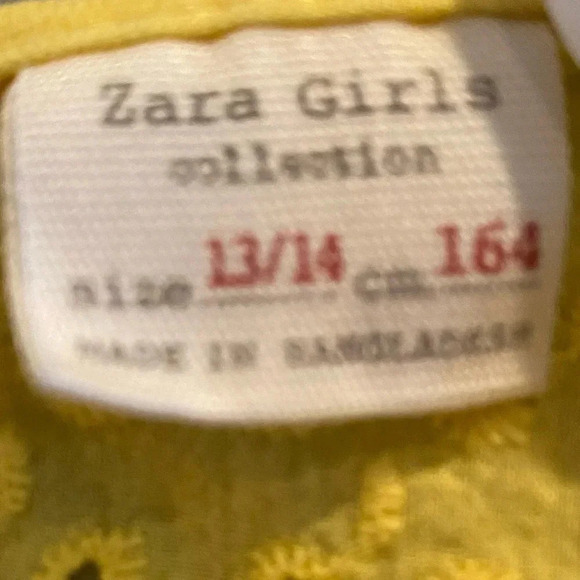 Zara Girls
collection
size 13/14 cm. 164
MADE IN BANGLADESH